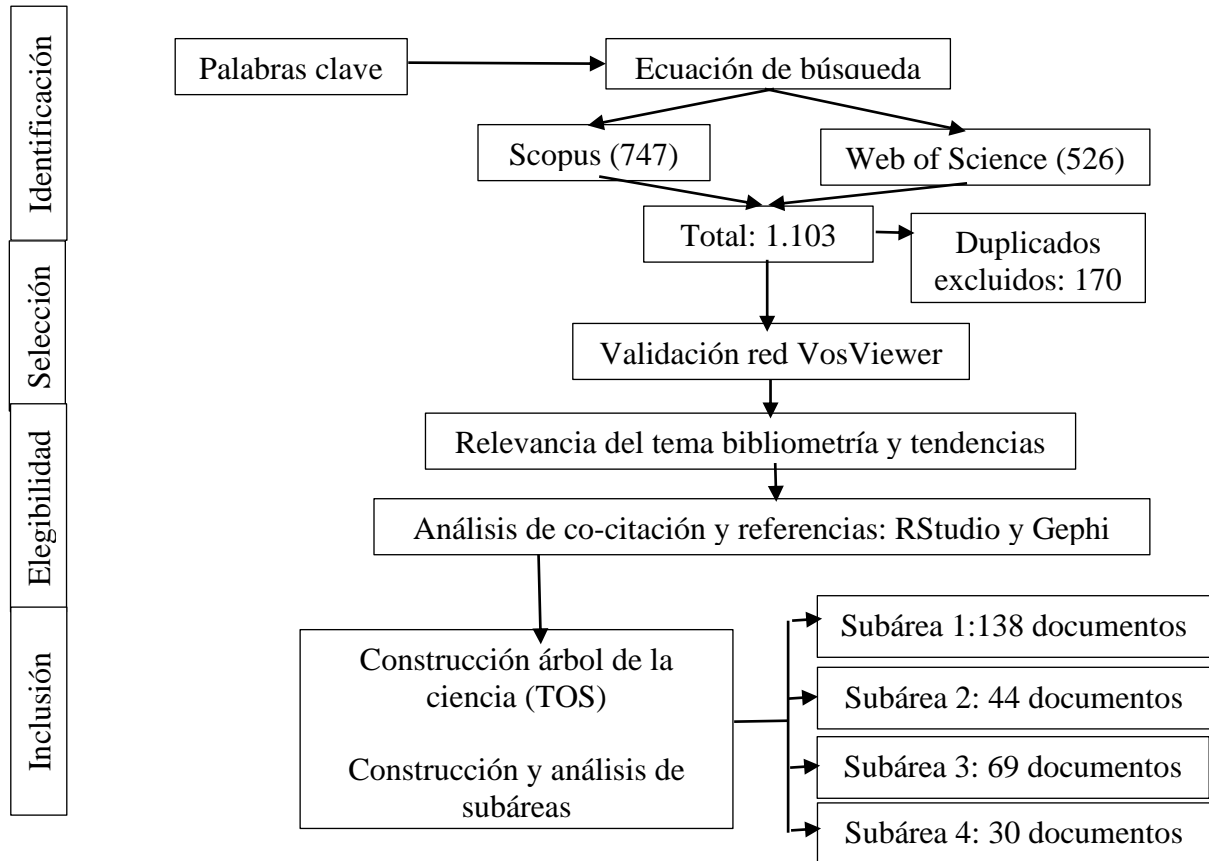 Identificación
Palabras clave
Ecuación de búsqueda
Scopus (747)
Web of Science (526)
Total: 1.103
Duplicados
excluidos: 170
Selección
Validación red VosViewer
Elegibilidad
Relevancia del tema bibliometría y tendencias
Análisis de co-citación y referencias: RStudio y Gephi
Inclusión
Construcción árbol de la
ciencia (TOS)
Construcción y análisis de
subáreas
Subárea 1:138 documentos
Subárea 2: 44 documentos
Subárea 3: 69 documentos
Subárea 4: 30 documentos